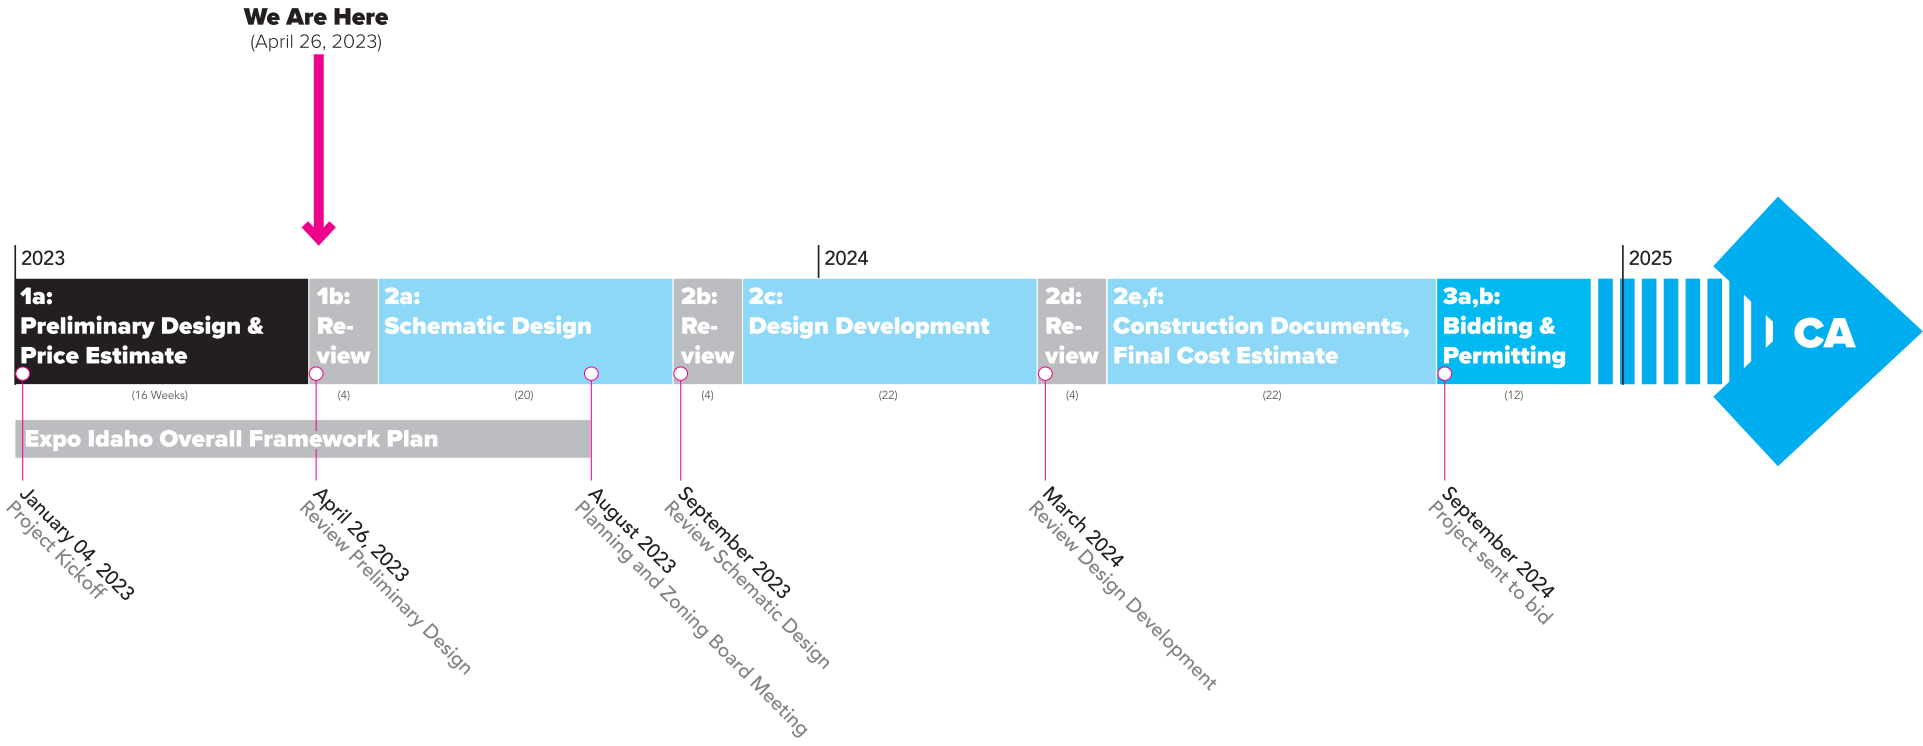 We Are Here
(April 26, 2023)
2023
2024
2025
1a:
Preliminary Design &
Price Estimate
1b:
Re-
view
2a:
Schematic Design
2b:
Re-
view
2c:
Design Development
2d:
Re-
view
2e,f:
Construction Documents,
Final Cost Estimate
3a,b:
Bidding &
Permitting
CA
(16 Weeks)
(4)
(20)
(4)
(22)
(4)
(22)
(12)
Expo Idaho Overall Framework Plan
January 04, 2023
Project Kickoff
April 26, 2023
Review Preliminary Design
August 2023
Planning and Zoning Board Meeting
September 2023
Review Schematic Design
March 2024
Review Design Development
September 2024
Project sent to bid